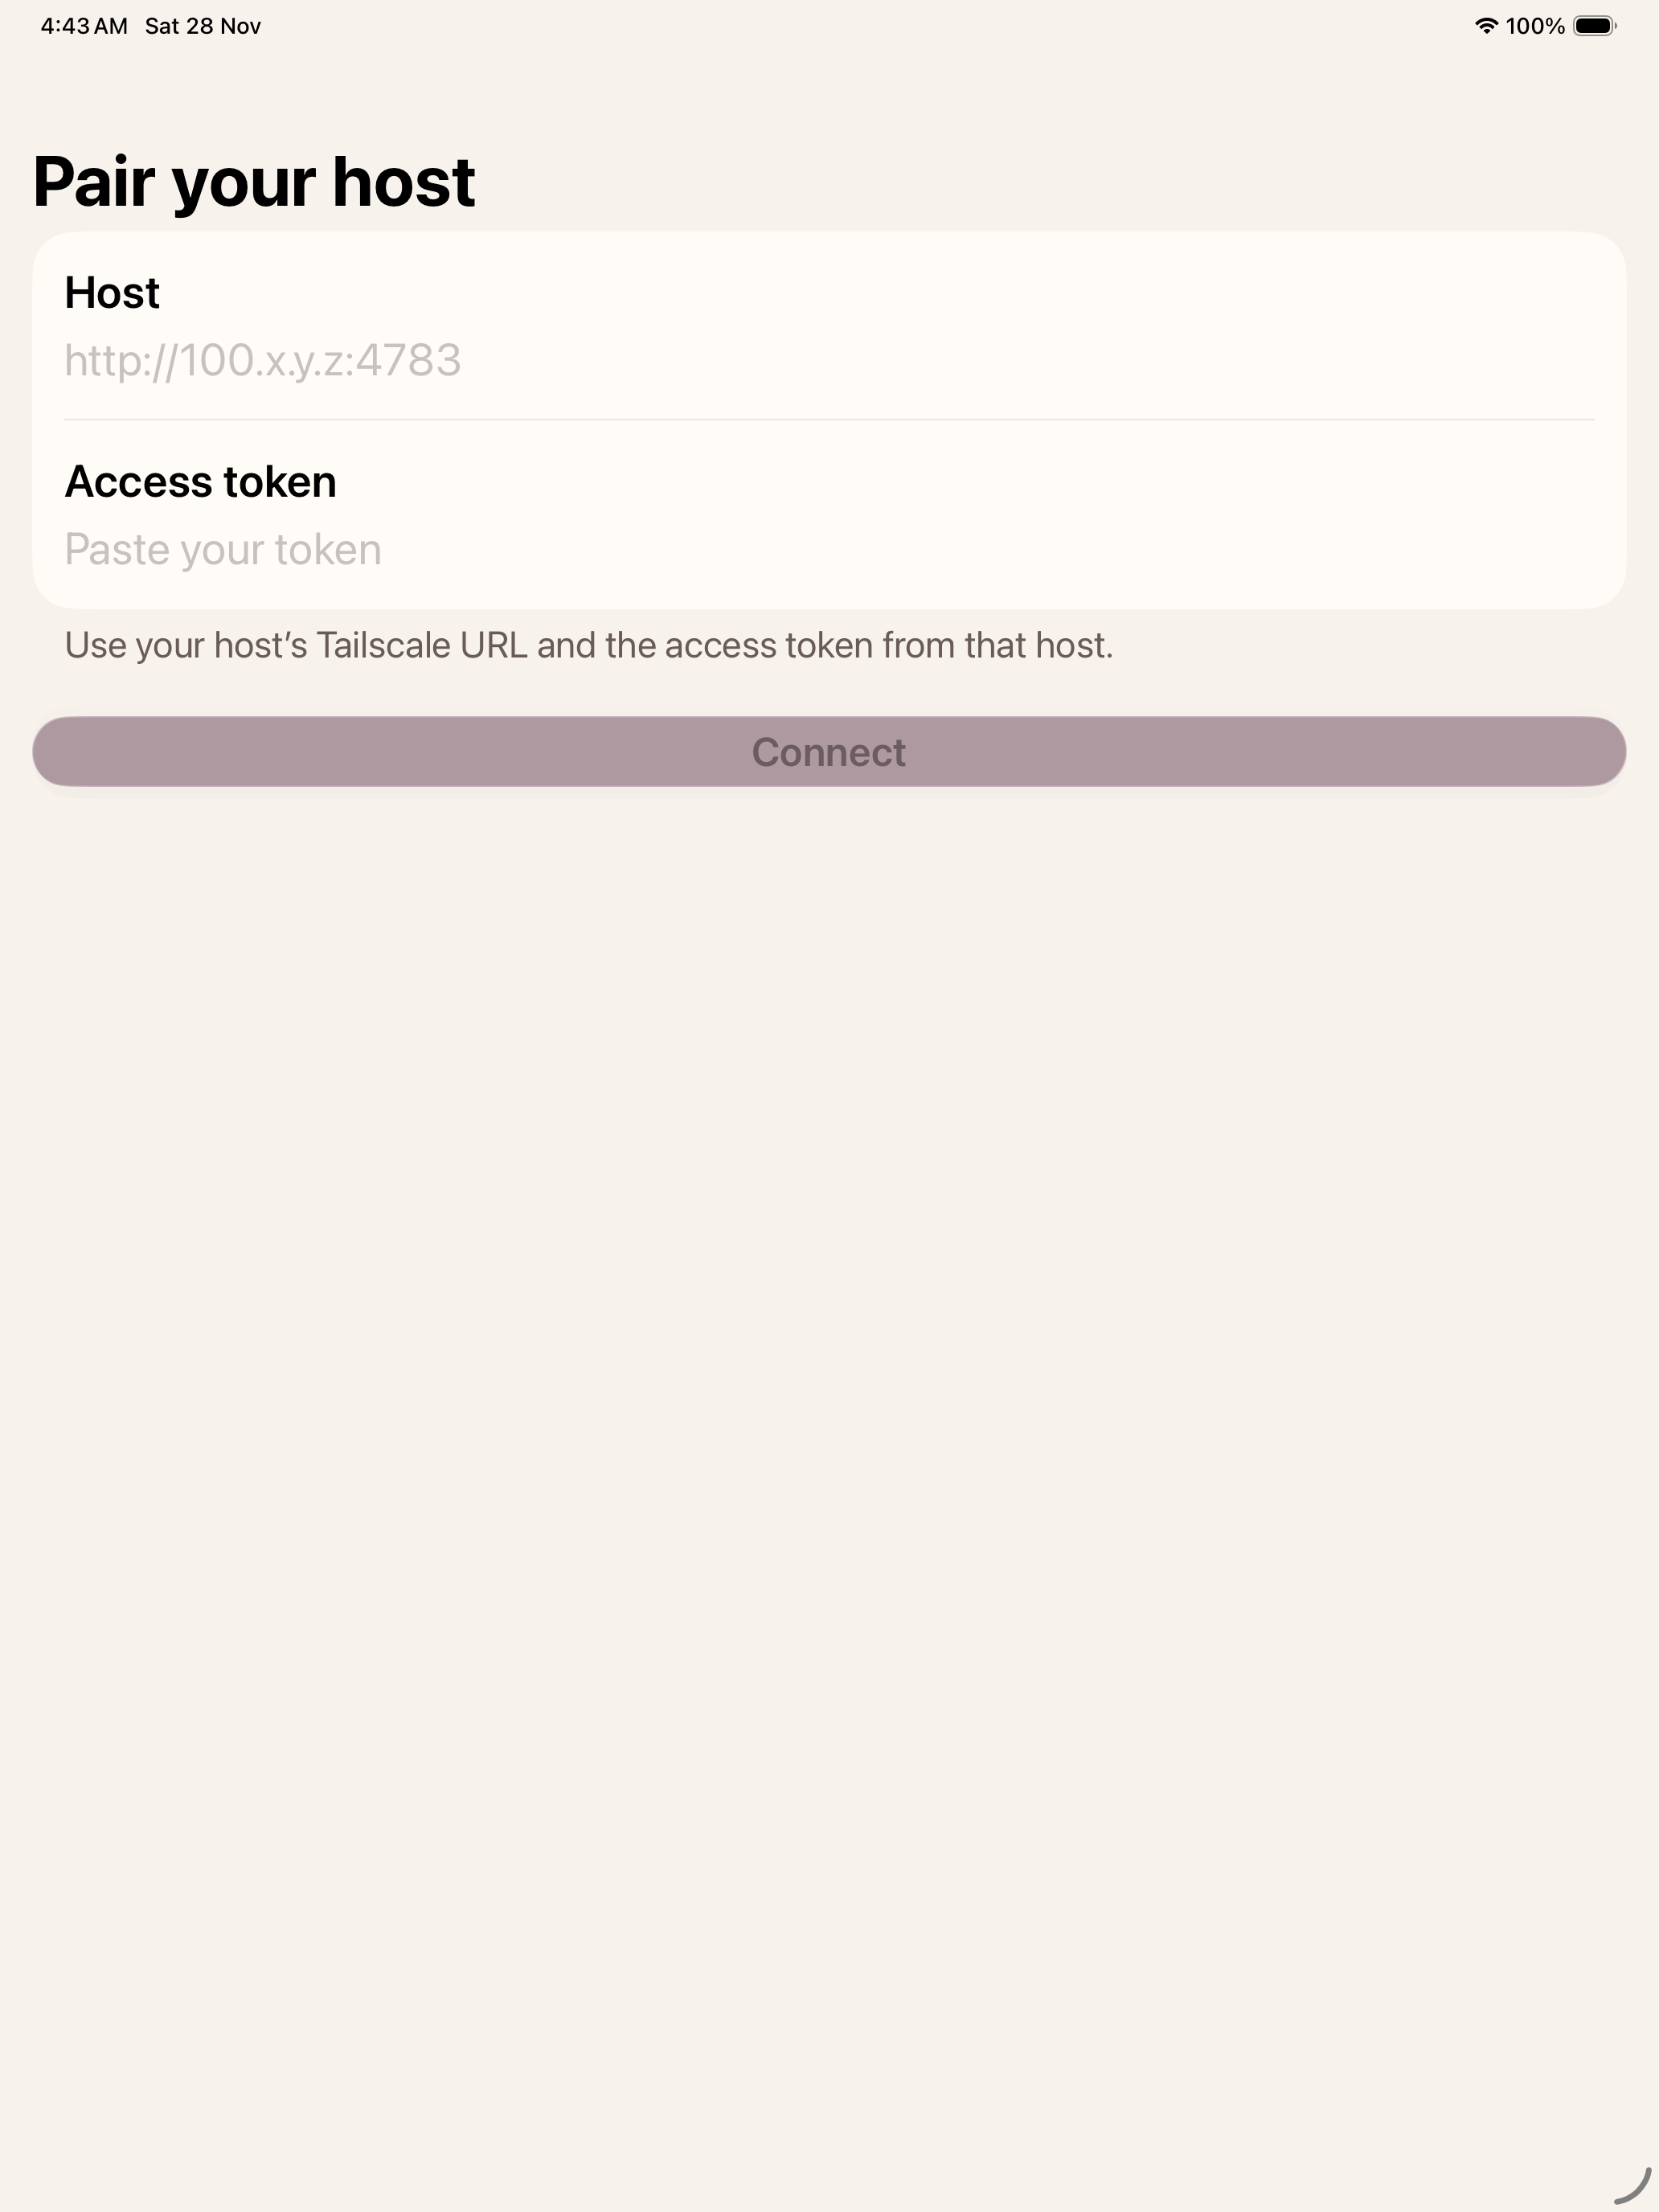 4:43 AM Sat 28 Nov 100%
Pair your host
Host
http://100.x.y.z:4783
Access token
Paste your token
Use your host’s Tailscale URL and the access token from that host.
Connect